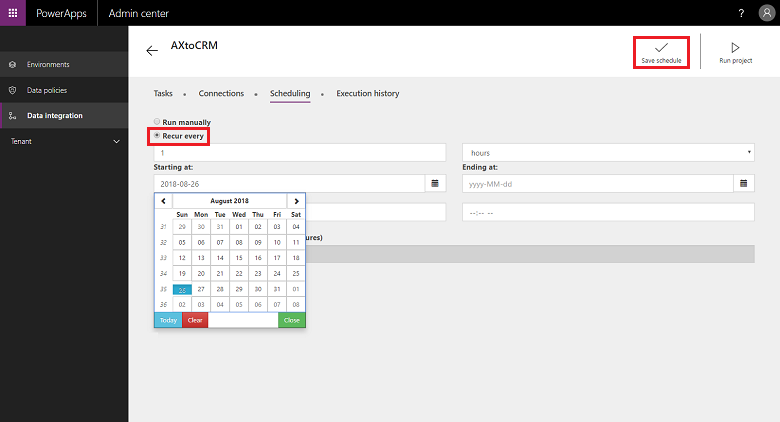 PowerApps Admin center ?
AXtoCRM
Save schedule Run project
Environments
Data policies
Data integration
Tenant
Tasks Connections Scheduling Execution history
Run manually
Recur every
1 hours
Starting at: Ending at:
2018-08-26 yyyy-MM-dd
August 2018
Sun Mon Tue Wed Thu Fri Sat
31 29 30 31 01 02 03 04
32 05 06 07 08 09 10 11
33 12 13 14 15 16 17 18
34 19 20 21 22 23 24 25
35 26 27 28 29 30 31 01
36 02 03 04 05 06 07 08
Today Clear Close
--:-- --
ures)